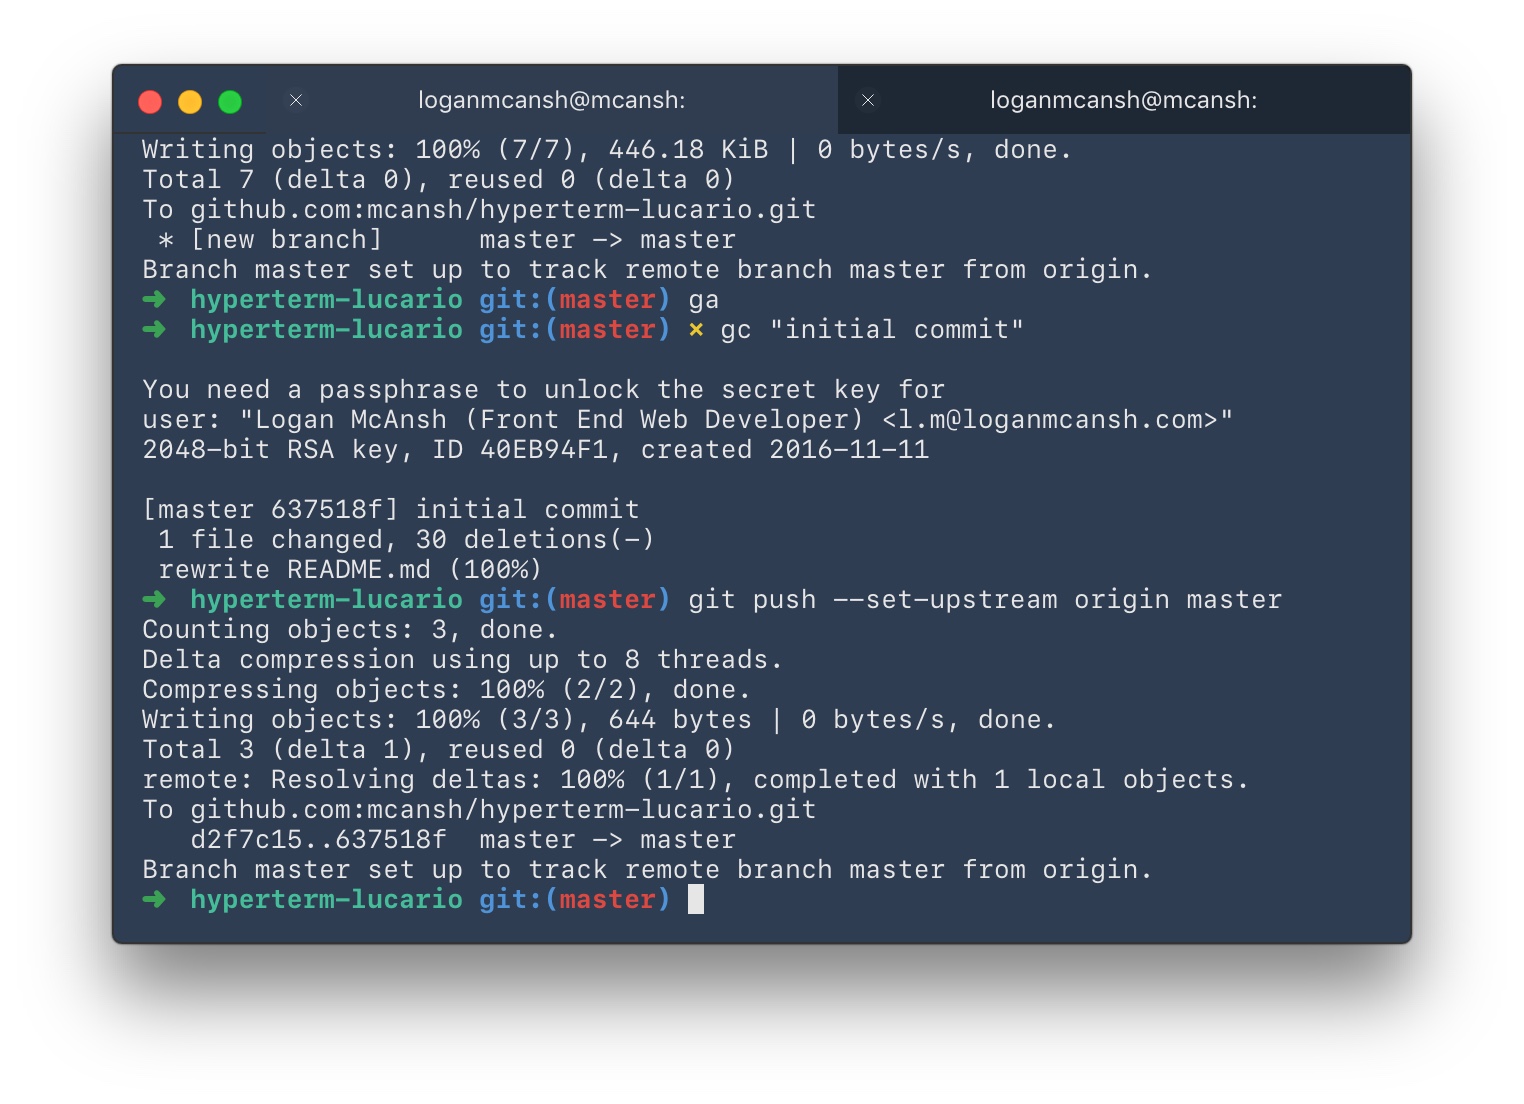 loganmcansh@mcansh: loganmcansh@mcansh:
Writing objects: 100% (7/7), 446.18 KiB | 0 bytes/s, done.
Total 7 (delta 0), reused 0 (delta 0)
To github.com:mcansh/hyperterm-lucario.git
 * [new branch]      master -> master
Branch master set up to track remote branch master from origin.
➜  hyperterm-lucario git:(master) ga
➜  hyperterm-lucario git:(master) × gc "initial commit"
You need a passphrase to unlock the secret key for
user: "Logan McAnsh (Front End Web Developer) <l.m@loganmcansh.com>"
2048-bit RSA key, ID 40EB94F1, created 2016-11-11
[master 637518f] initial commit
 1 file changed, 30 deletions(-)
 rewrite README.md (100%)
➜  hyperterm-lucario git:(master) git push --set-upstream origin master
Counting objects: 3, done.
Delta compression using up to 8 threads.
Compressing objects: 100% (2/2), done.
Writing objects: 100% (3/3), 644 bytes | 0 bytes/s, done.
Total 3 (delta 1), reused 0 (delta 0)
remote: Resolving deltas: 100% (1/1), completed with 1 local objects.
To github.com:mcansh/hyperterm-lucario.git
   d2f7c15..637518f  master -> master
Branch master set up to track remote branch master from origin.
➜  hyperterm-lucario git:(master)